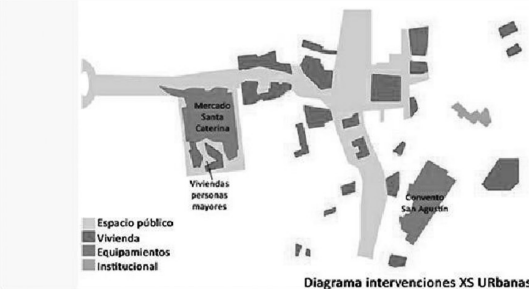 Mercado
Santa
Caterina
Viviendas
personas
mayores
Convento
San Agustín
Espacio público
Vivienda
Equipamientos
Institucional
Diagrama intervenciones XS URbanas